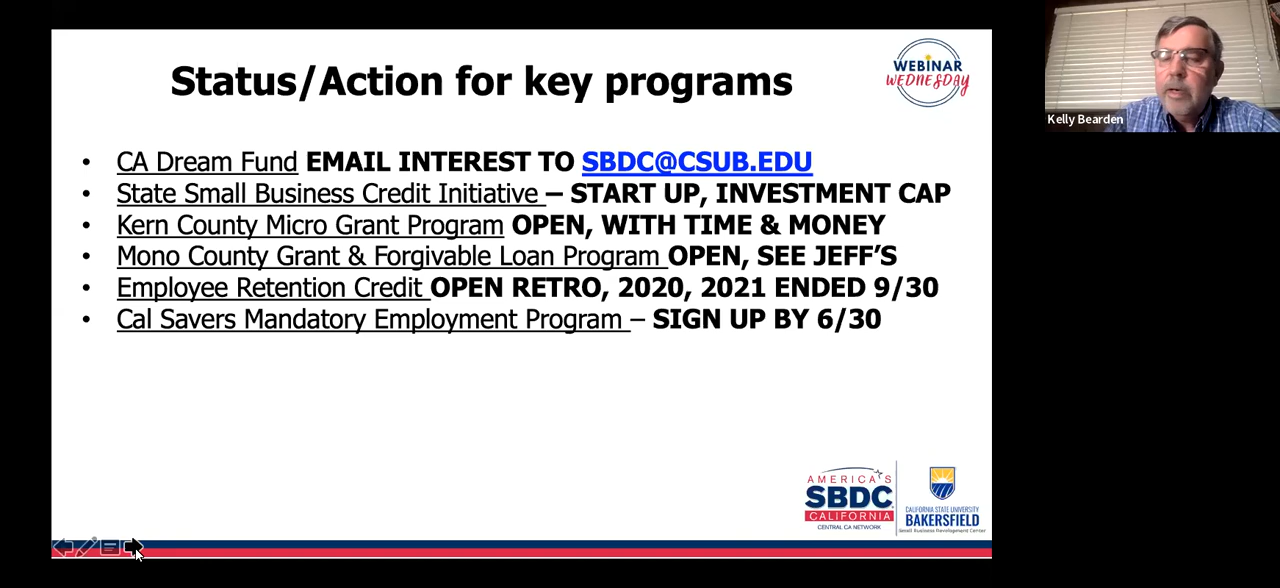 Status/Action for key programs
WEBINAR
WEDNESDAY
Kelly Bearden
• CA Dream Fund EMAIL INTEREST TO SBDC@CSUB.EDU
• State Small Business Credit Initiative – START UP, INVESTMENT CAP
• Kern County Micro Grant Program OPEN, WITH TIME & MONEY
• Mono County Grant & Forgivable Loan Program OPEN, SEE JEFF’S
• Employee Retention Credit OPEN RETRO, 2020, 2021 ENDED 9/30
• Cal Savers Mandatory Employment Program – SIGN UP BY 6/30
AMERICA'S
SBDC
CALIFORNIA
CENTRAL CA NETWORK
CALIFORNIA STATE UNIVERSITY
BAKERSFIELD
Small Business Development Center